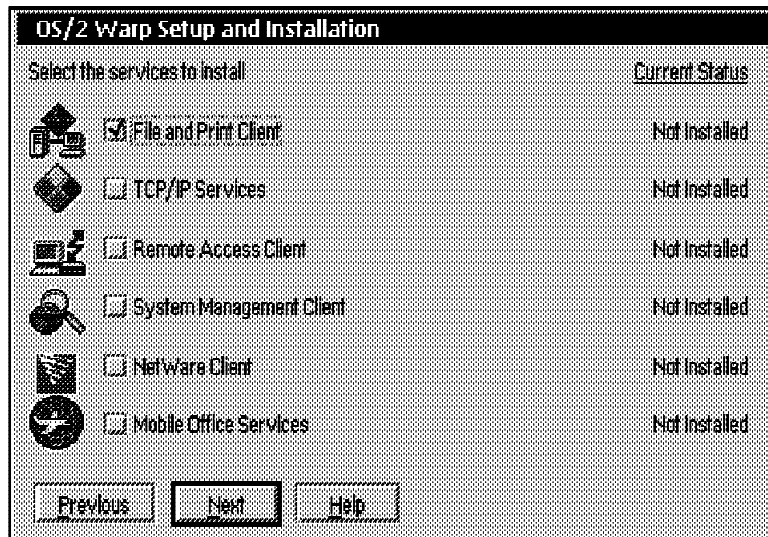 OS/2 Warp Setup and Installation
Select the services to install Current Status
File and Print Client Not Installed
TCP/IP Services Not Installed
Remote Access Client Not Installed
System Management Client Not Installed
NetWare Client Not Installed
Mobile Office Services Not Installed
Previous Next Help